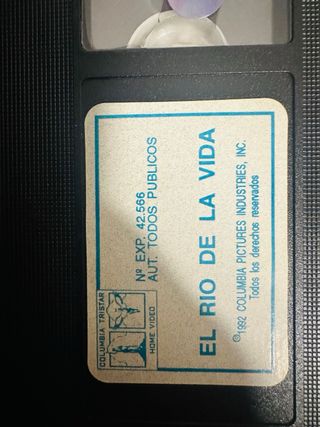 COLUMBIA TRISTAR
HOME VIDEO
Nº EXP. 42.566
AUT. TODOS PUBLICOS
EL RIO DE LA VIDA
©1992 COLUMBIA PICTURES INDUSTRIES, INC.
Todos los derechos reservados